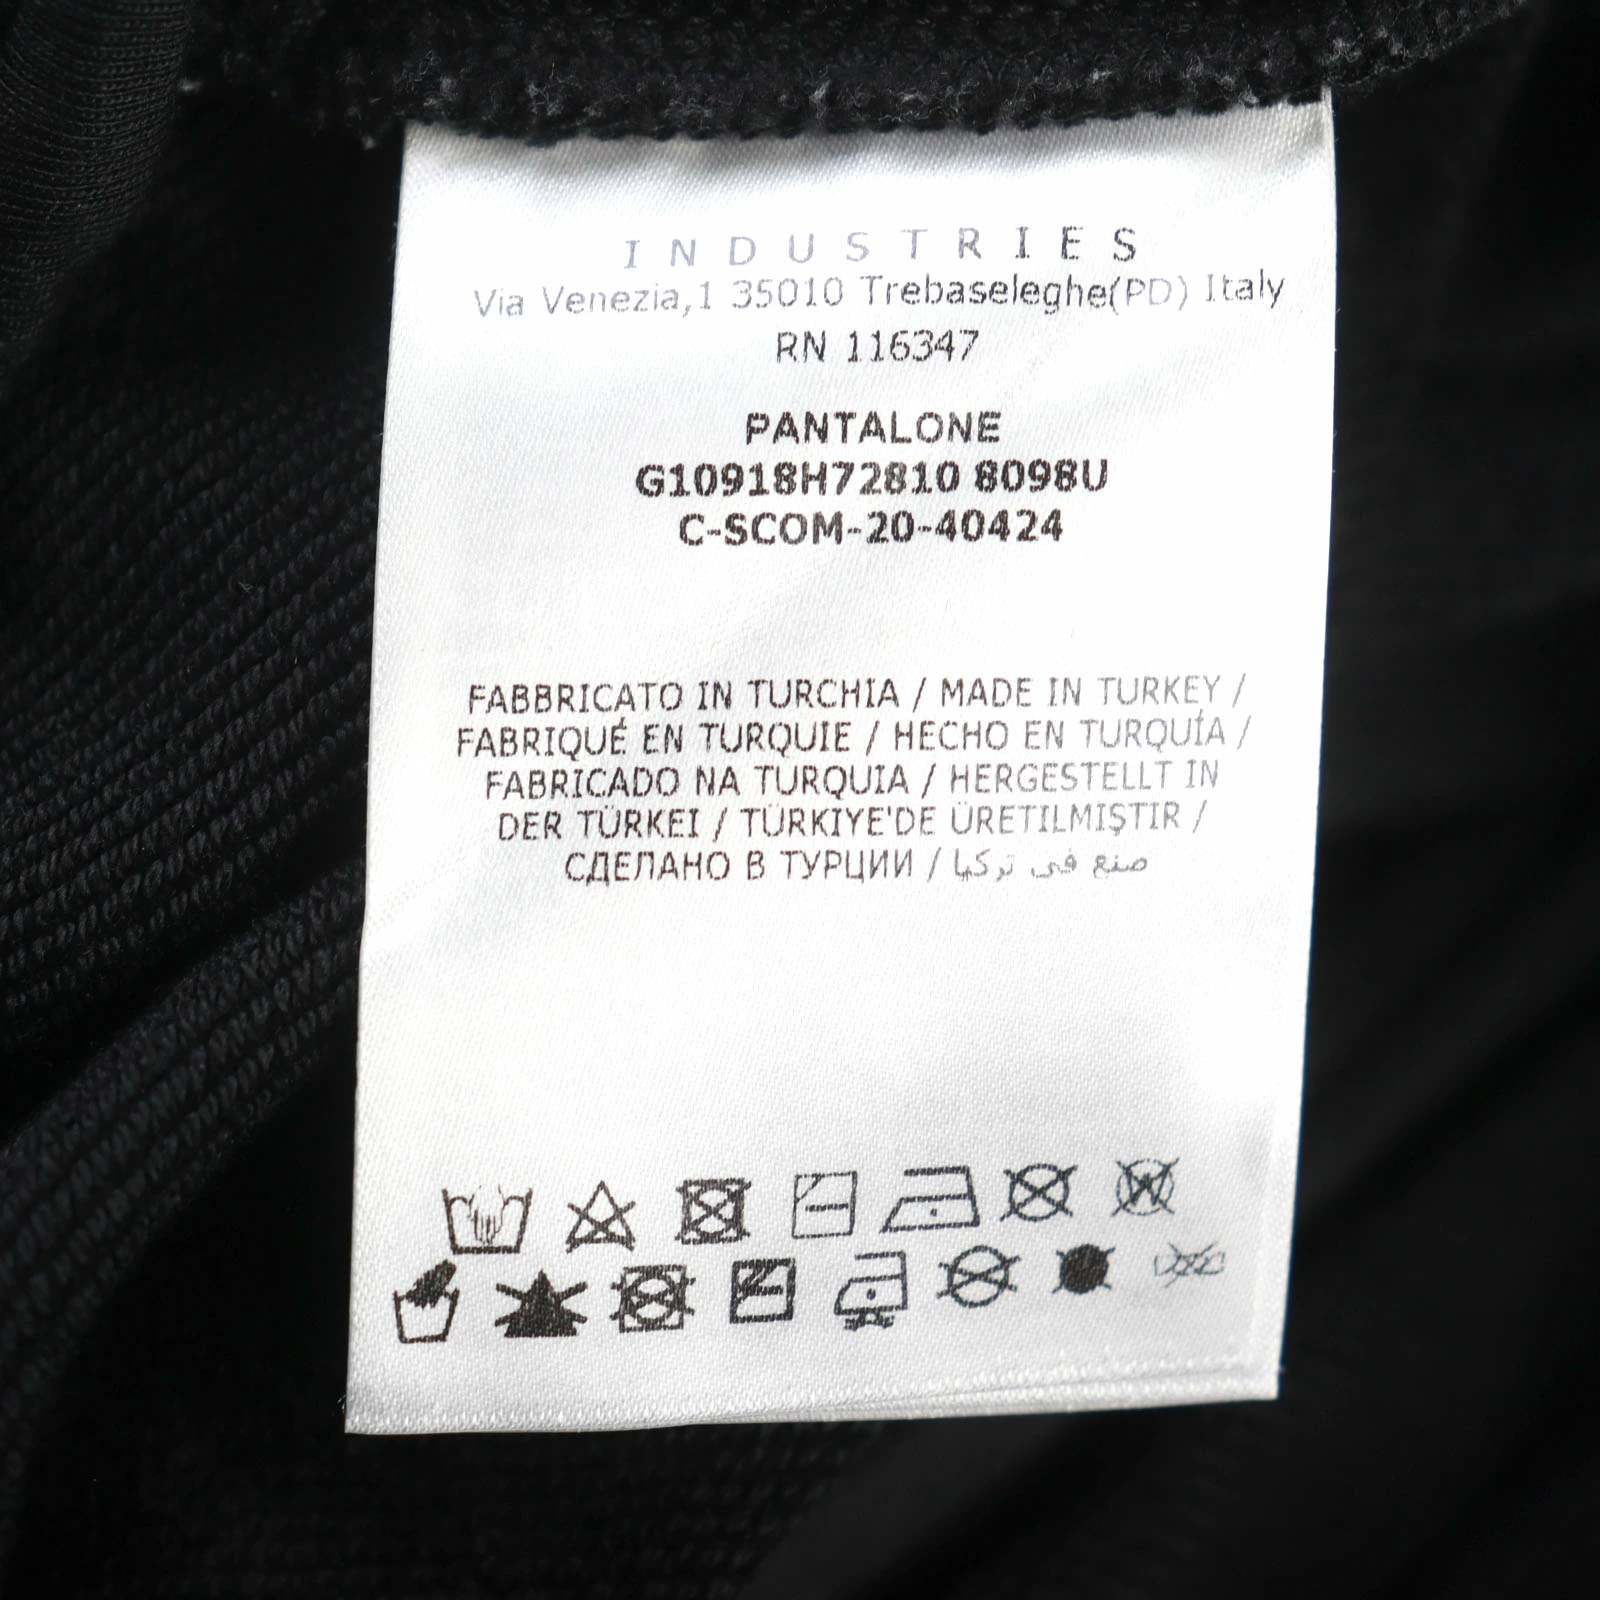 INDUSTRIES
Via Venezia,1 35010 Trebaseleghe(PD) Italy
RN 116347
PANTALONE
G10918H72810 8098U
C-SCOM-20-40424
FABBRICATO IN TURCHIA / MADE IN TURKEY /
FABRIQUÉ EN TURQUIE / HECHO EN TURQUÍA /
FABRICADO NA TURQUIA / HERGESTELLT IN
DER TÜRKEI / TÜRKIYE'DE ÜRETILMIŞTIR /
СДЕЛАНО В ТУРЦИИ / صنع في تركيا